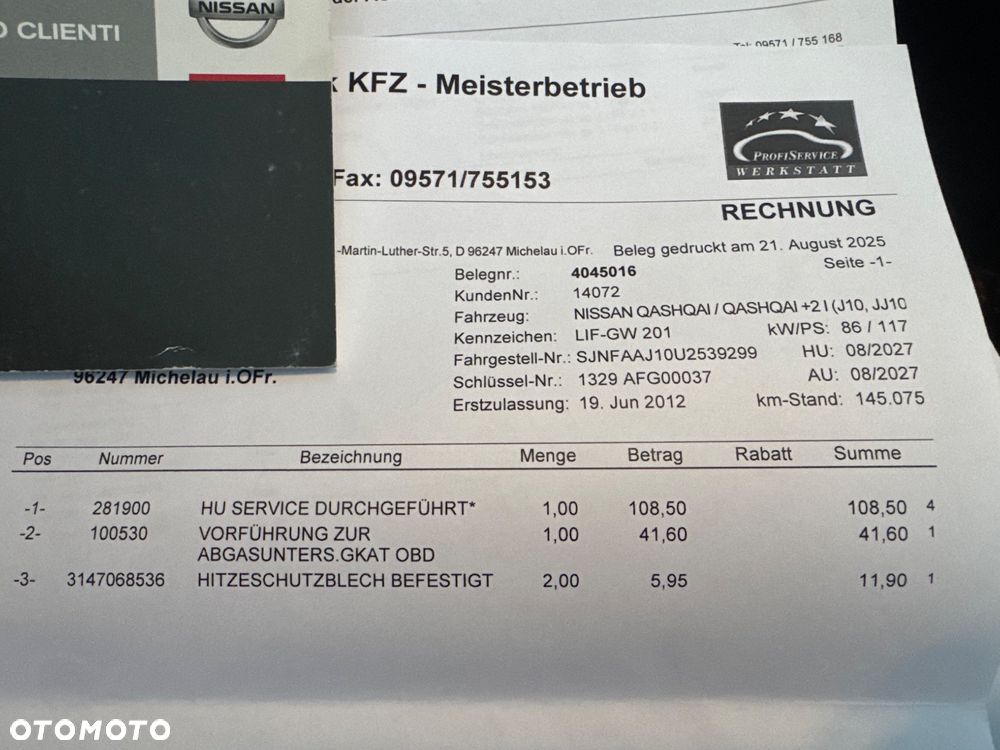 O CLIENTI
NISSAN
Tel: 09571 / 755 168
KFZ - Meisterbetrieb
PROFISERVICE
WERKSTATT
Fax: 09571/755153
RECHNUNG
-Martin-Luther-Str.5, D 96247 Michelau i.OFr.
Beleg gedruckt am 21. August 2025
Seite -1-
Belegnr.: 4045016
KundenNr.: 14072
Fahrzeug: NISSAN QASHQAI / QASHQAI +2 I (J10, JJ10
Kennzeichen: LIF-GW 201 kW/PS: 86 / 117
Fahrgestell-Nr.: SJNFAAJ10U2539299 HU: 08/2027
Schlüssel-Nr.: 1329 AFG00037 AU: 08/2027
Erstzulassung: 19. Jun 2012 km-Stand: 145.075
96247 Michelau i.OFr.
Pos Nummer Bezeichnung Menge Betrag Rabatt Summe
-1- 281900 HU SERVICE DURCHGEFÜHRT* 1,00 108,50 108,50 4
-2- 100530 VORFÜHRUNG ZUR 1,00 41,60 41,60 1
ABGASUNTERS.GKAT OBD
-3- 3147068536 HITZESCHUTZBLECH BEFESTIGT 2,00 5,95 11,90 1
OTOMOTO